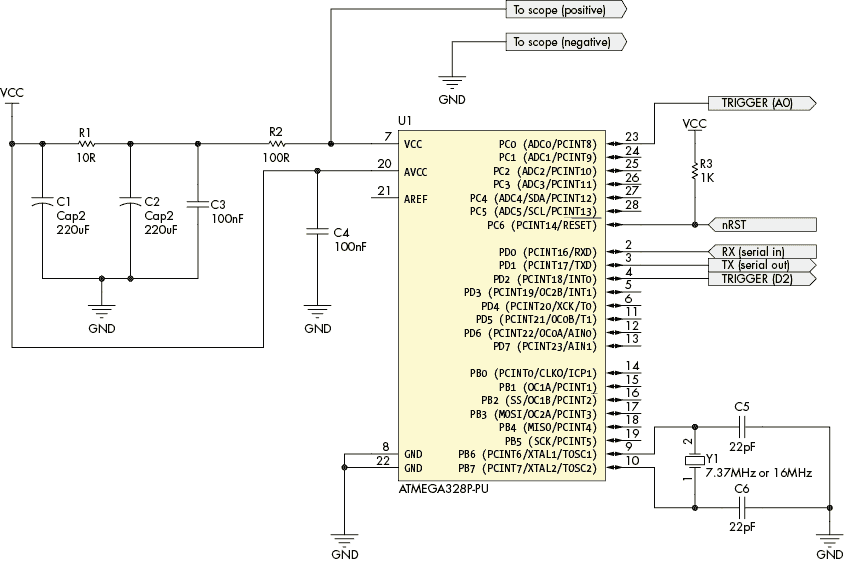 To scope (positive)
To scope (negative)
GND
VCC
R1
10R
R2
100R
C1
Cap2
220uF
C2
Cap2
220uF
C3
100nF
GND
C4
100nF
GND
U1
7 VCC
20 AVCC
21 AREF
8 GND
22 GND
PC0 (ADC0/PCINT8) 23
PC1 (ADC1/PCINT9) 24
PC2 (ADC2/PCINT10) 25
PC3 (ADC3/PCINT11) 26
PC4 (ADC4/SDA/PCINT12) 27
PC5 (ADC5/SCL/PCINT13) 28
PC6 (PCINT14/RESET)
PD0 (PCINT16/RXD) 2
PD1 (PCINT17/TXD) 3
PD2 (PCINT18/INT0) 4
PD3 (PCINT19/OC2B/INT1) 5
PD4 (PCINT20/XCK/T0) 6
PD5 (PCINT21/OC0B/T1) 11
PD6 (PCINT22/OC0A/AIN0) 12
PD7 (PCINT23/AIN1) 13
PB0 (PCINT0/CLKO/ICP1) 14
PB1 (OC1A/PCINT1) 15
PB2 (SS/OC1B/PCINT2) 16
PB3 (MOSI/OC2A/PCINT3) 17
PB4 (MISO/PCINT4) 18
PB5 (SCK/PCINT5) 19
PB6 (PCINT6/XTAL1/TOSC1) 9
PB7 (PCINT7/XTAL2/TOSC2) 10
ATMEGA328P-PU
GND
TRIGGER (A0)
VCC
R3
1K
nRST
RX (serial in)
TX (serial out)
TRIGGER (D2)
C5
22pF
2
Y1
7.37MHz or 16MHz
1
C6
22pF
GND